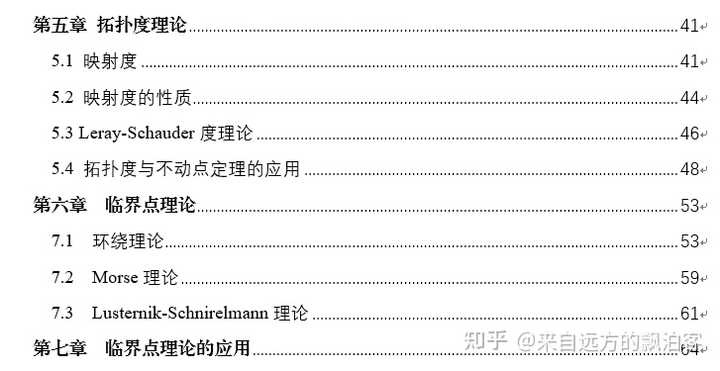 第五章 拓扑度理论 41
5.1 映射度 41
5.2 映射度的性质 44
5.3 Leray-Schauder 度理论 46
5.4 拓扑度与不动点定理的应用 48
第六章 临界点理论 53
7.1 环绕理论 53
7.2 Morse 理论 59
7.3 Lusternik-Schnirelmann 理论 61
第七章 临界点理论的应用 64
知乎 @来自远方的飘泊客